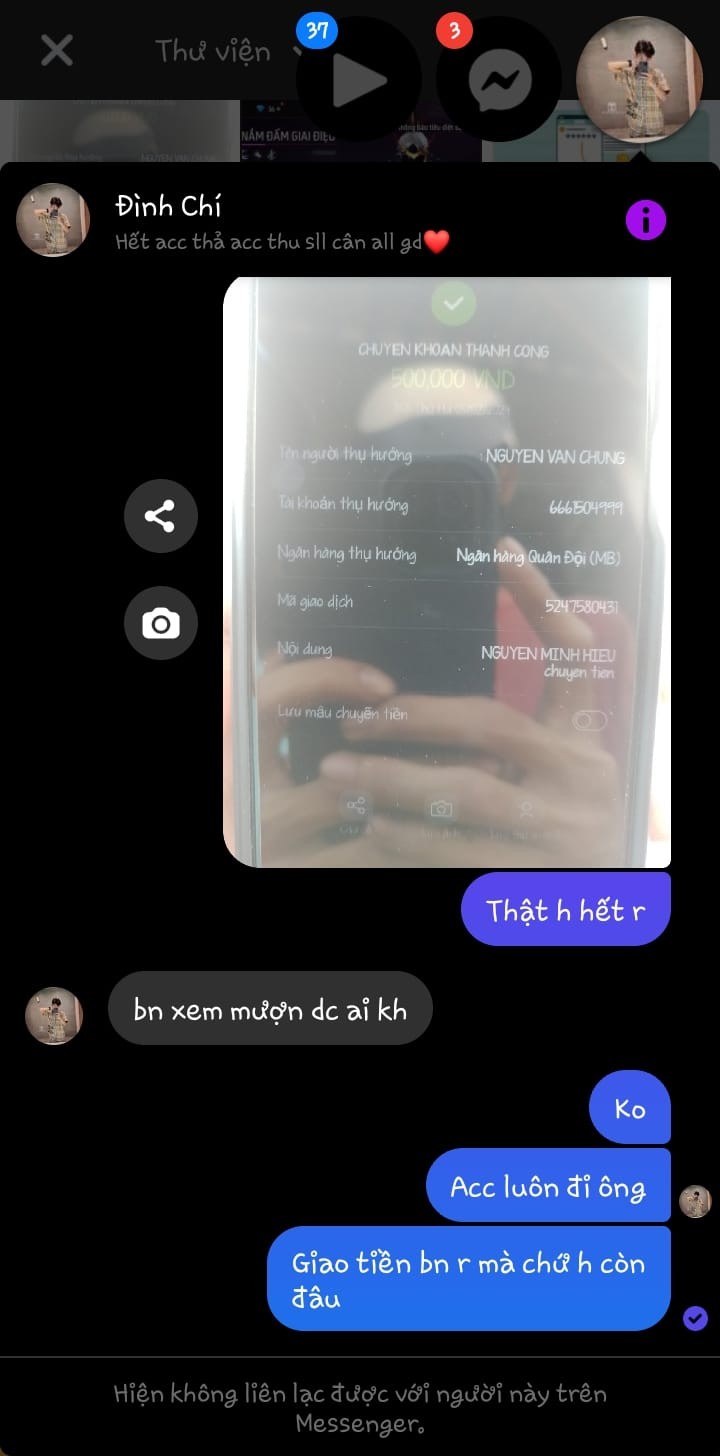 37
3
Thư viện
NẮM ĐẤM GIAI ĐIỆU
Đình Chí
Hết acc thả acc thu sll cân all gd❤️
CHUYEN KHOAN THANH CONG
500,000 VND
Tên người thụ hưởng NGUYEN VAN CHUNG
Tài khoản thụ hưởng
Ngân hàng thụ hưởng Ngân hàng Quân Đội (MB)
Mã giao dịch 5247580431
Nội dung NGUYEN MINH HIEU
chuyen tien
Lưu mẫu chuyển tiền
Thật h hết r
bn xem mượn dc ai kh
Ko
Acc luôn đi ông
Giao tiền bn r mà chứ h còn
đâu
Hiện không liên lạc được với người này trên
Messenger.